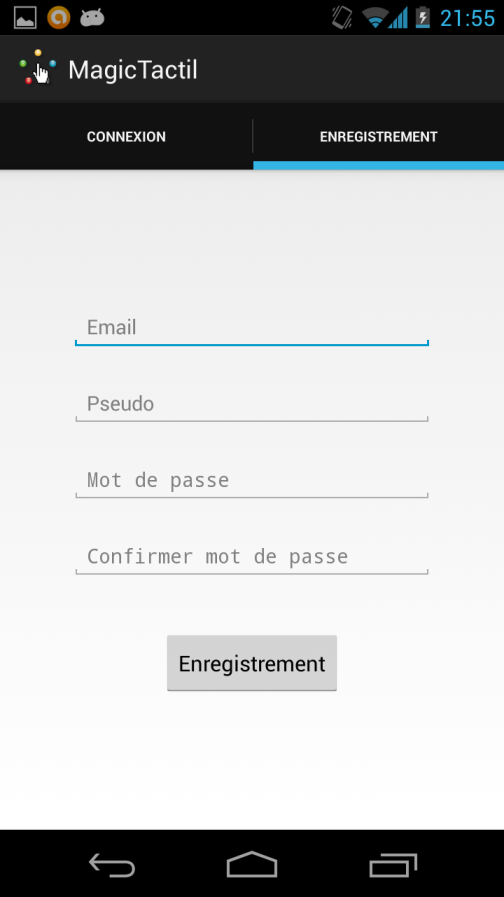 21:55
MagicTactil
CONNEXION
ENREGISTREMENT
Email
Pseudo
Mot de passe
Confirmer mot de passe
Enregistrement